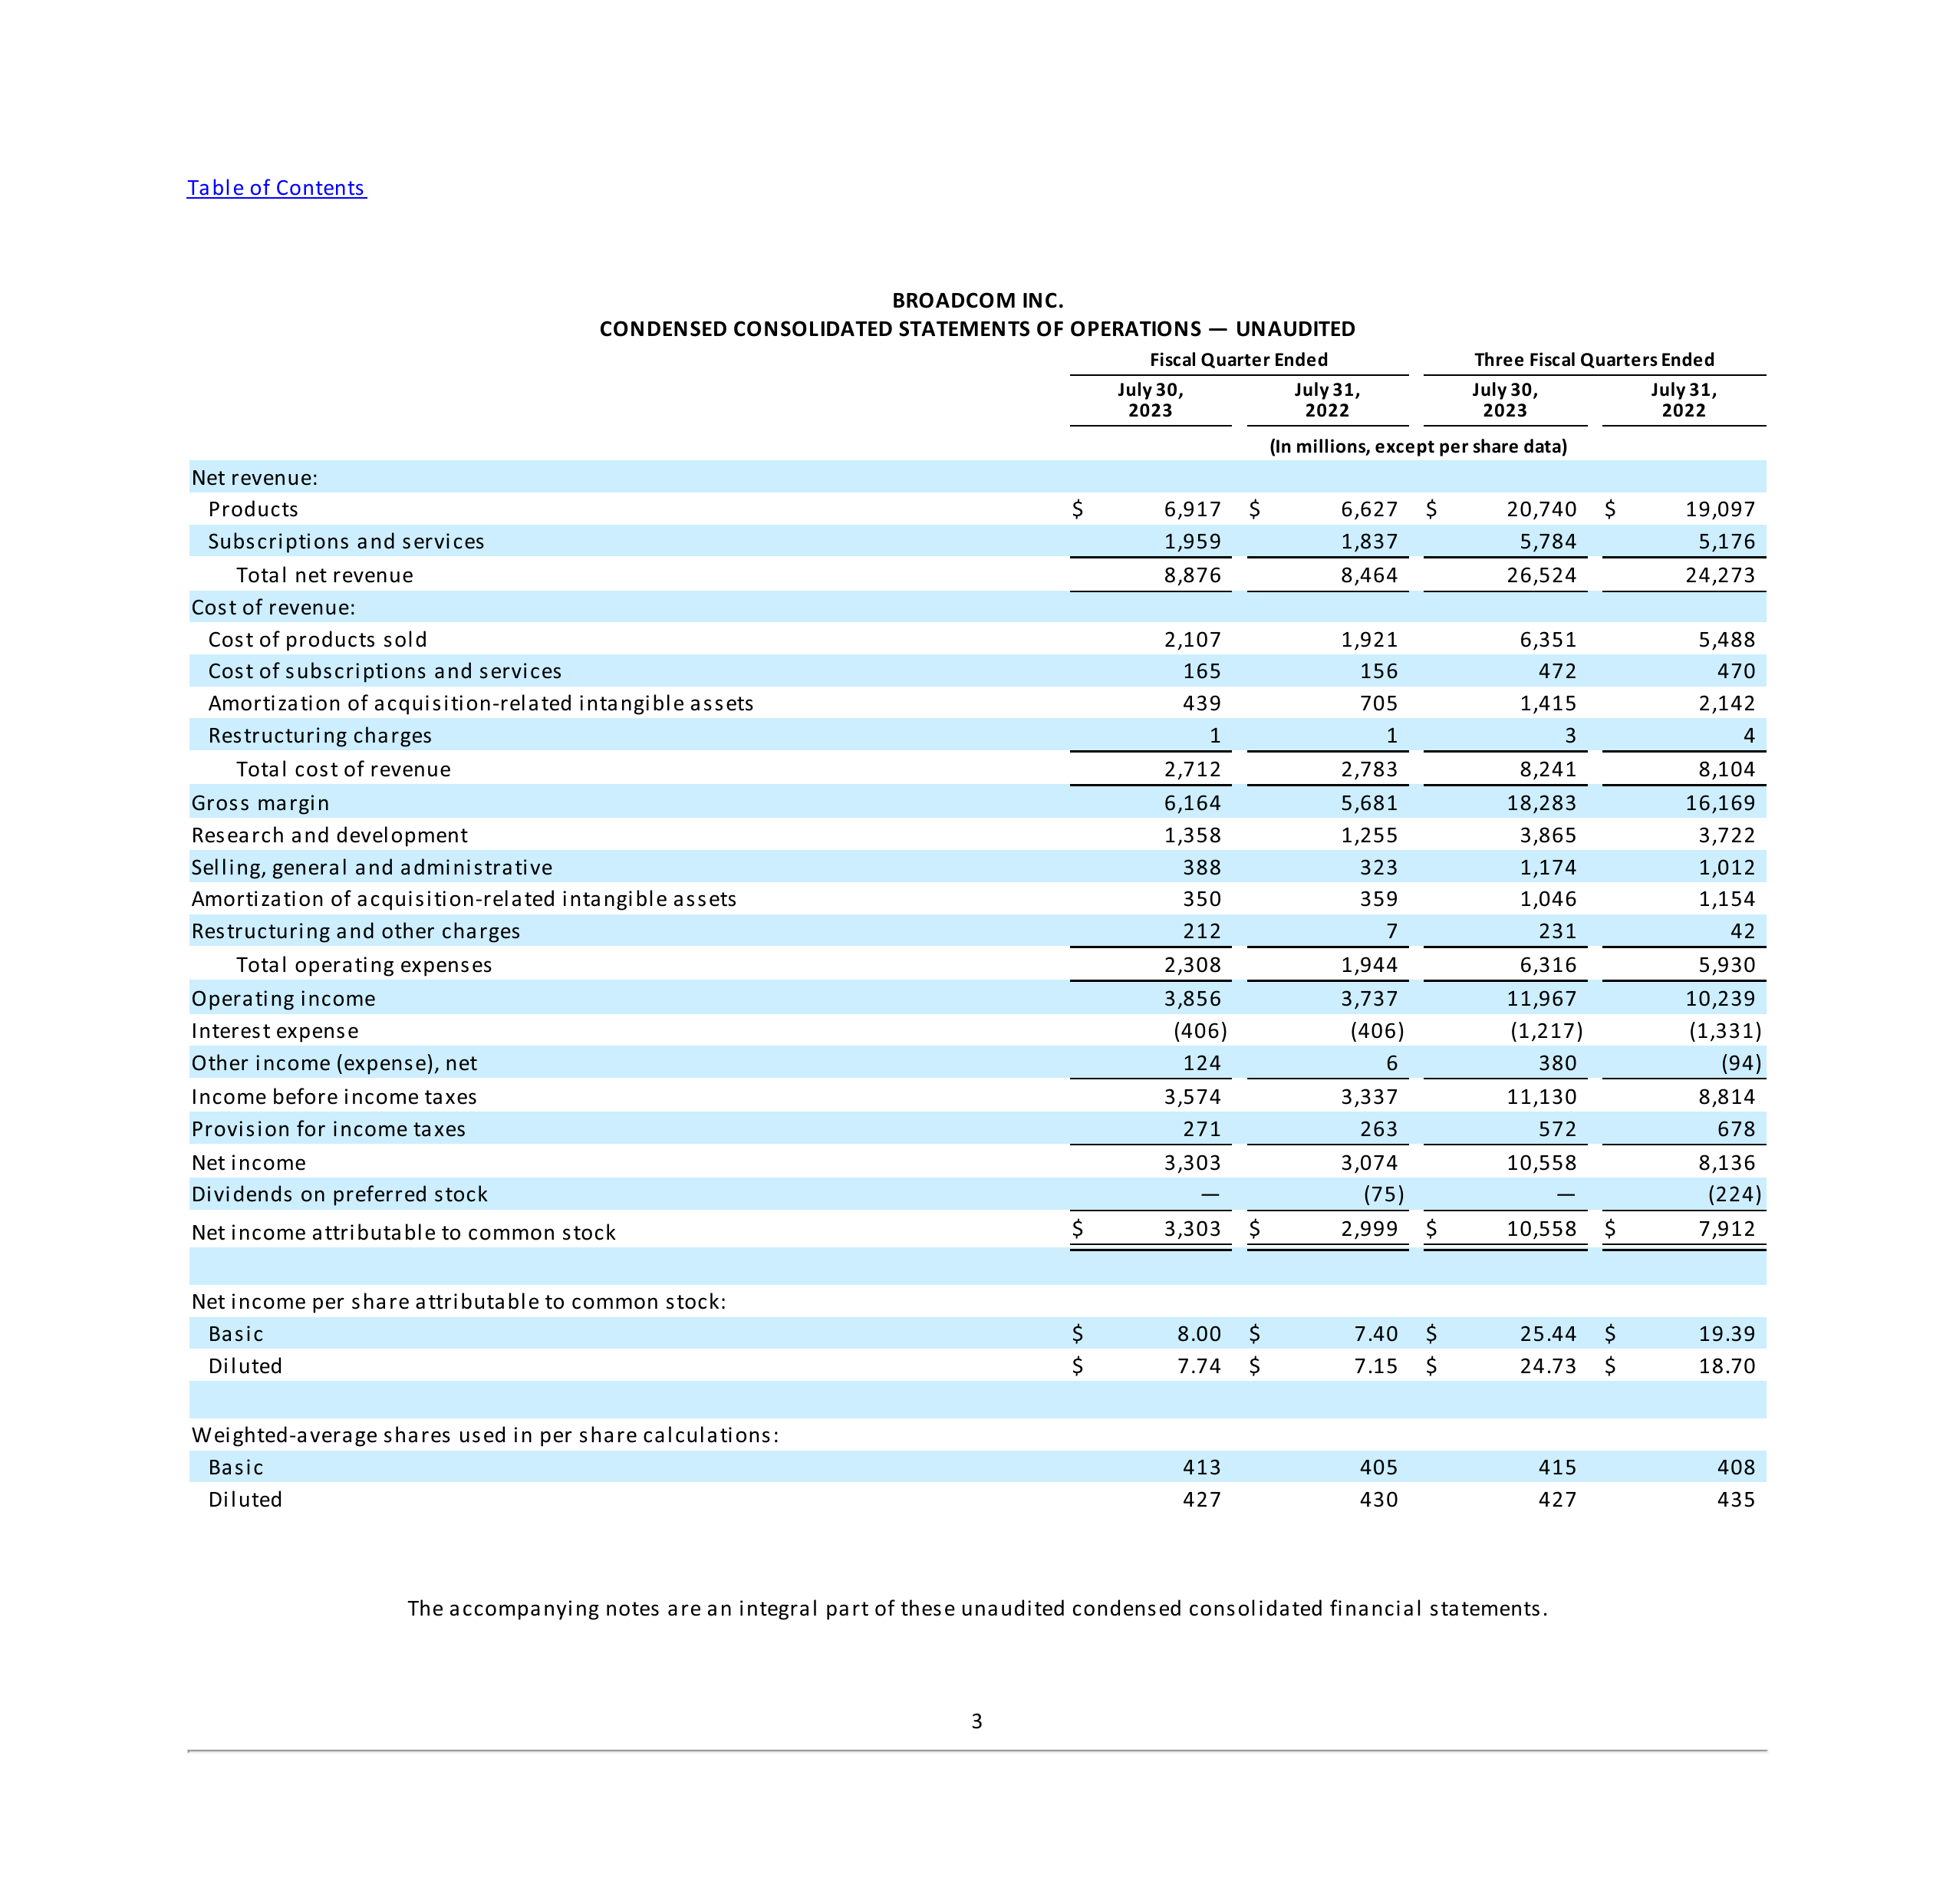 Table of Contents
BROADCOM INC.
CONDENSED CONSOLIDATED STATEMENTS OF OPERATIONS — UNAUDITED
Fiscal Quarter Ended Three Fiscal Quarters Ended
July 30, 2023 July 31, 2022 July 30, 2023 July 31, 2022
(In millions, except per share data)
Net revenue:
Products $ 6,917 $ 6,627 $ 20,740 $ 19,097
Subscriptions and services 1,959 1,837 5,784 5,176
Total net revenue 8,876 8,464 26,524 24,273
Cost of revenue:
Cost of products sold 2,107 1,921 6,351 5,488
Cost of subscriptions and services 165 156 472 470
Amortization of acquisition-related intangible assets 439 705 1,415 2,142
Restructuring charges 1 1 3 4
Total cost of revenue 2,712 2,783 8,241 8,104
Gross margin 6,164 5,681 18,283 16,169
Research and development 1,358 1,255 3,865 3,722
Selling, general and administrative 388 323 1,174 1,012
Amortization of acquisition-related intangible assets 350 359 1,046 1,154
Restructuring and other charges 212 7 231 42
Total operating expenses 2,308 1,944 6,316 5,930
Operating income 3,856 3,737 11,967 10,239
Interest expense (406) (406) (1,217) (1,331)
Other income (expense), net 124 6 380 (94)
Income before income taxes 3,574 3,337 11,130 8,814
Provision for income taxes 271 263 572 678
Net income 3,303 3,074 10,558 8,136
Dividends on preferred stock — (75) — (224)
Net income attributable to common stock $ 3,303 $ 2,999 $ 10,558 $ 7,912
Net income per share attributable to common stock:
Basic $ 8.00 $ 7.40 $ 25.44 $ 19.39
Diluted $ 7.74 $ 7.15 $ 24.73 $ 18.70
Weighted-average shares used in per share calculations:
Basic 413 405 415 408
Diluted 427 430 427 435
The accompanying notes are an integral part of these unaudited condensed consolidated financial statements.
3